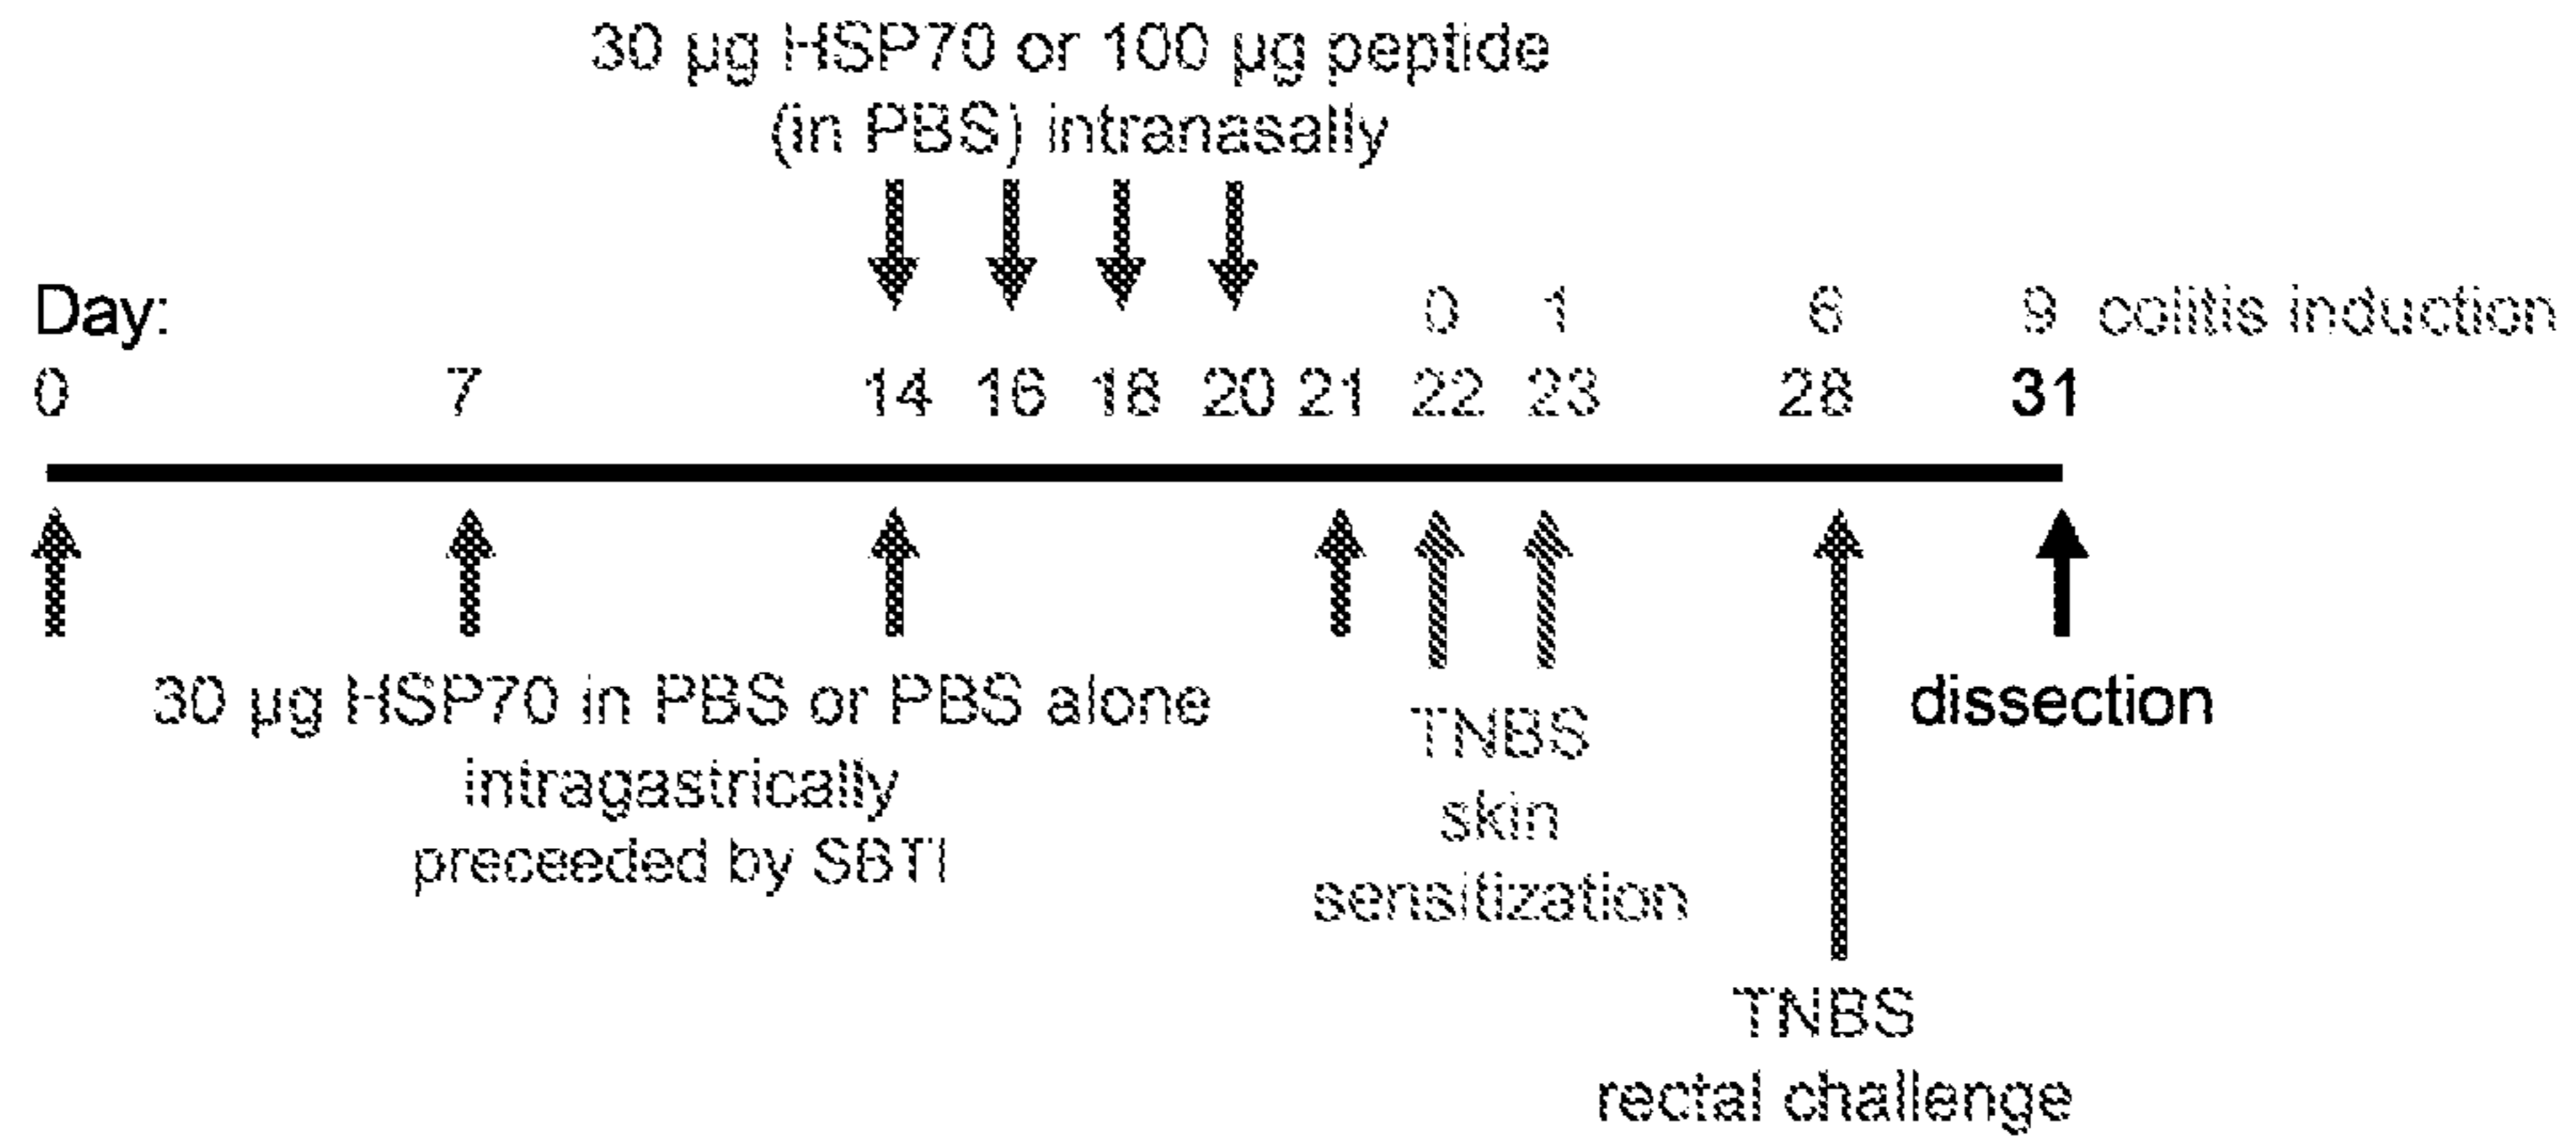 30 µg HSP70 or 100 µg peptide
(in PBS) intranasally
Day:
0 1 6 9 colitis induction
0 7 14 16 18 20 21 22 23 28 31
30 µg HSP70 in PBS or PBS alone
intragastrically
preceeded by SBTI
TNBS
skin
sensitization
dissection
TNBS
rectal challenge